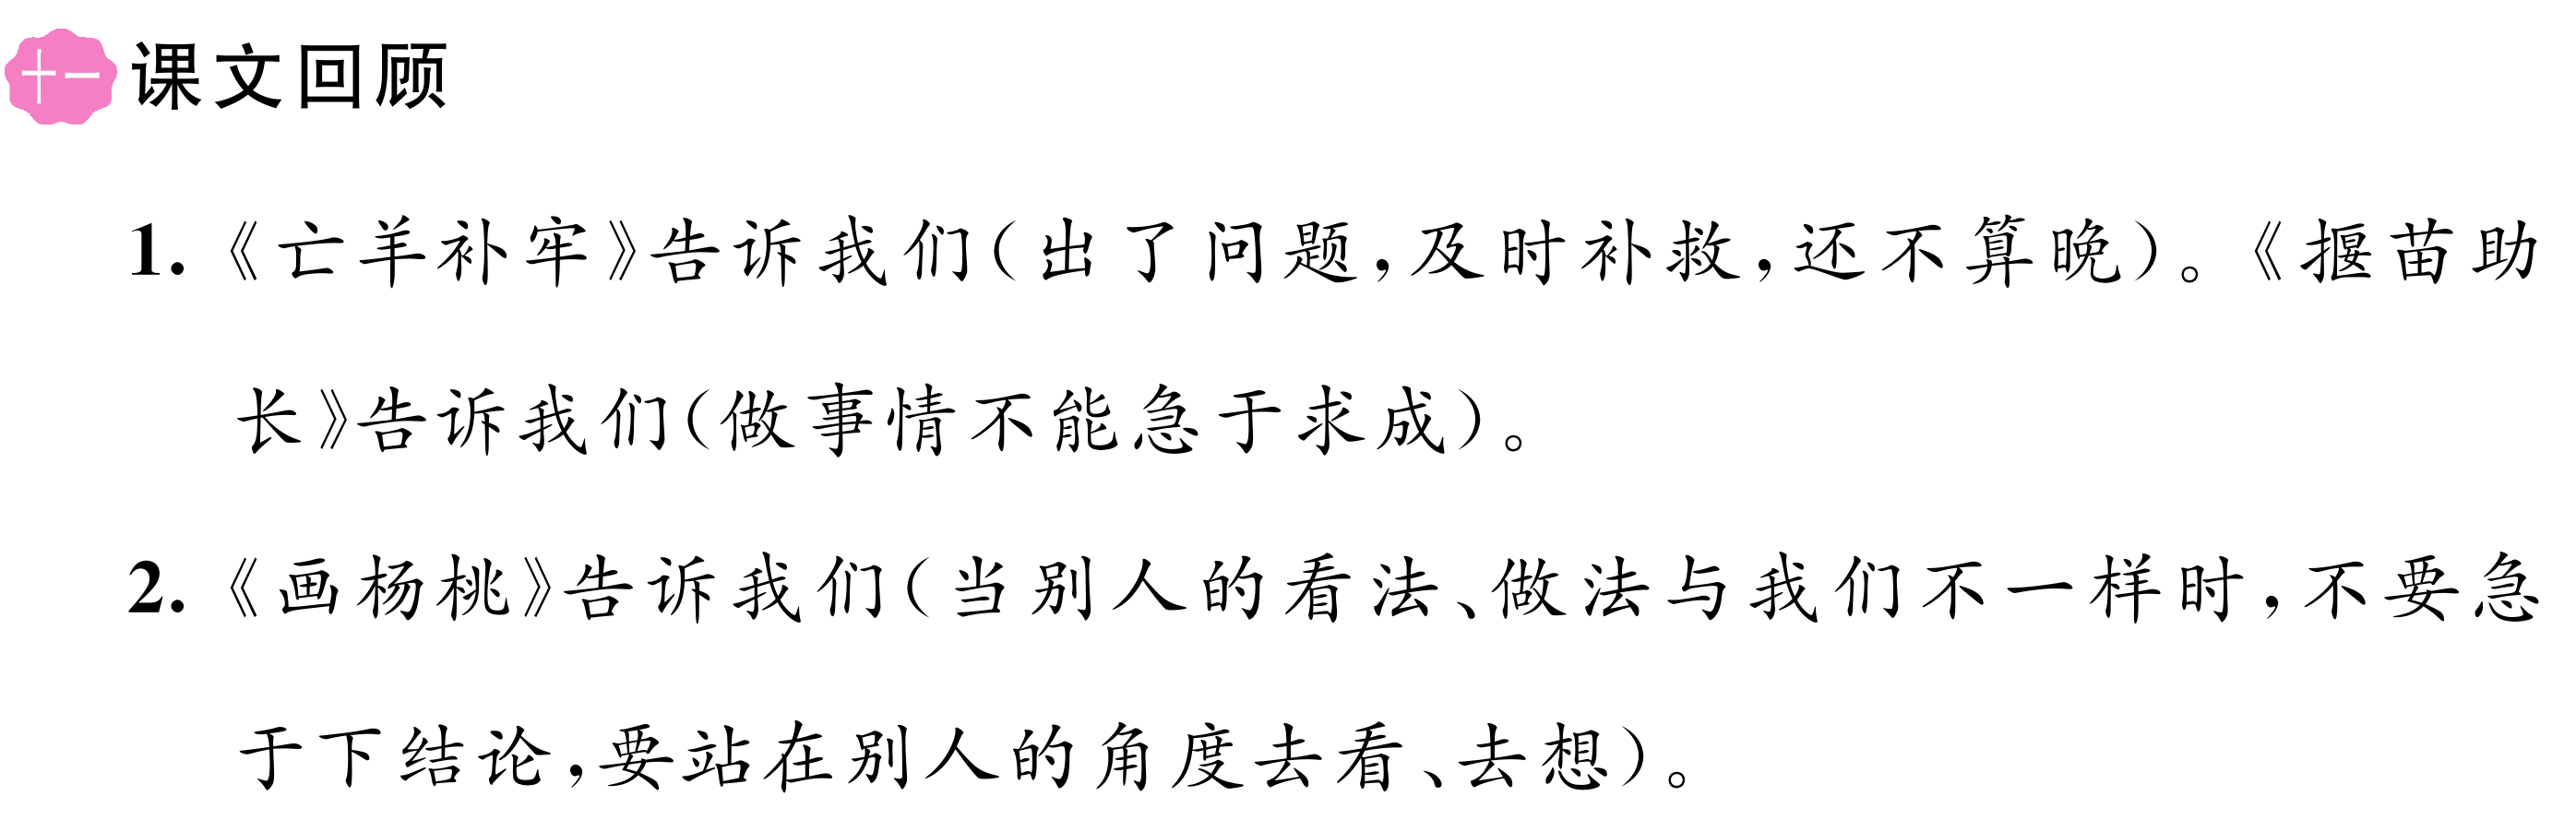 十一 课文回顾
1.《亡羊补牢》告诉我们(出了问题,及时补救,还不算晚)。《揠苗助
长》告诉我们(做事情不能急于求成)。
2.《画杨桃》告诉我们(当别人的看法、做法与我们不一样时,不要急
于下结论,要站在别人的角度去看、去想)。